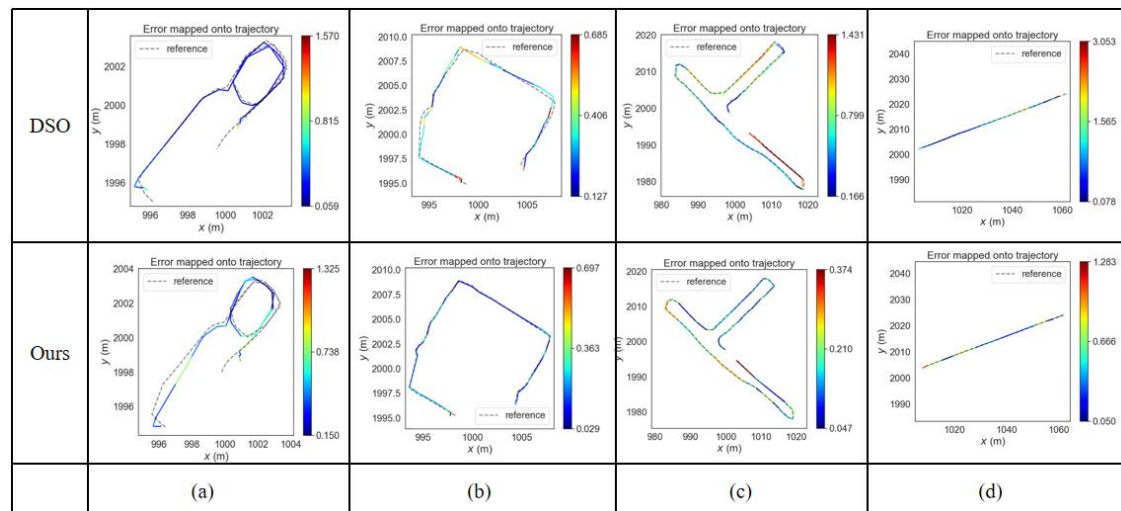 DSO
Error mapped onto trajectory
reference
1.570
0.815
0.059
2002
2000
1998
1996
y (m)
996 998 1000 1002
x (m)
Error mapped onto trajectory
reference
0.685
0.406
0.127
2010.0
2007.5
2005.0
2002.5
2000.0
1997.5
1995.0
y (m)
995 1000 1005
x (m)
Error mapped onto trajectory
reference
1.431
0.799
0.166
2020
2010
2000
1990
1980
y (m)
980 985 990 995 1000 1005 1010 1015 1020
x (m)
Error mapped onto trajectory
reference
3.053
1.565
0.078
2040
2030
2020
2010
2000
1990
y (m)
1020 1040 1060
x (m)
Ours
Error mapped onto trajectory
reference
1.325
0.738
0.150
2004
2002
2000
1998
1996
y (m)
996 998 1000 1002 1004
x (m)
Error mapped onto trajectory
reference
0.697
0.363
0.029
2010.0
2007.5
2005.0
2002.5
2000.0
1997.5
1995.0
y (m)
995 1000 1005
x (m)
Error mapped onto trajectory
reference
0.374
0.210
0.047
2020
2010
2000
1990
1980
y (m)
980 990 1000 1010 1020
x (m)
Error mapped onto trajectory
reference
1.283
0.666
0.050
2040
2030
2020
2010
2000
1990
y (m)
1020 1040 1060
x (m)
(a) (b) (c) (d)